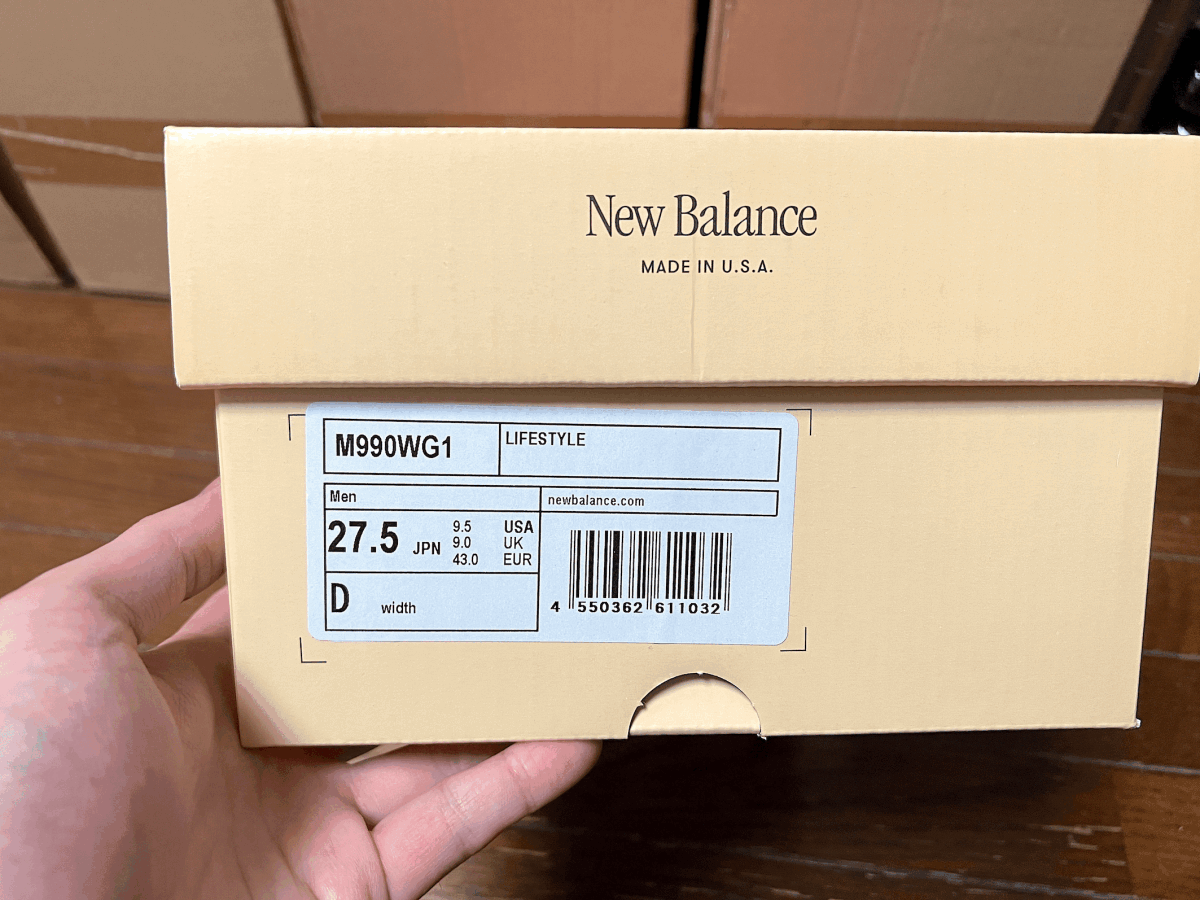 New Balance
MADE IN U.S.A.
M990WG1
LIFESTYLE
Men
newbalance.com
27.5 JPN
9.5 USA
9.0 UK
43.0 EUR
D width
4 550362 611032